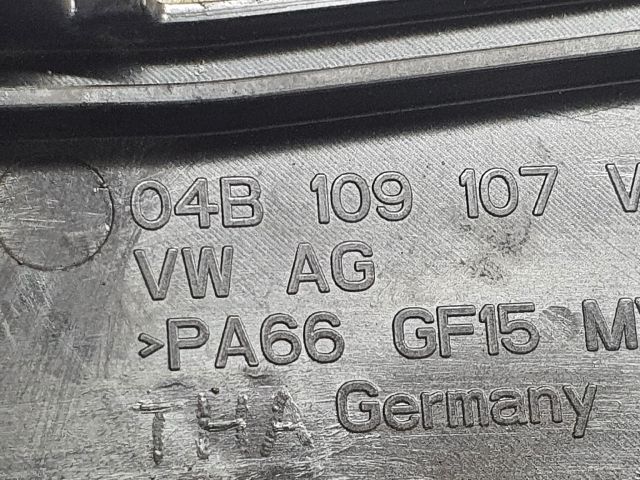 04B 109 107 V
VW AG
>PA66 GF15 M
THA Germany